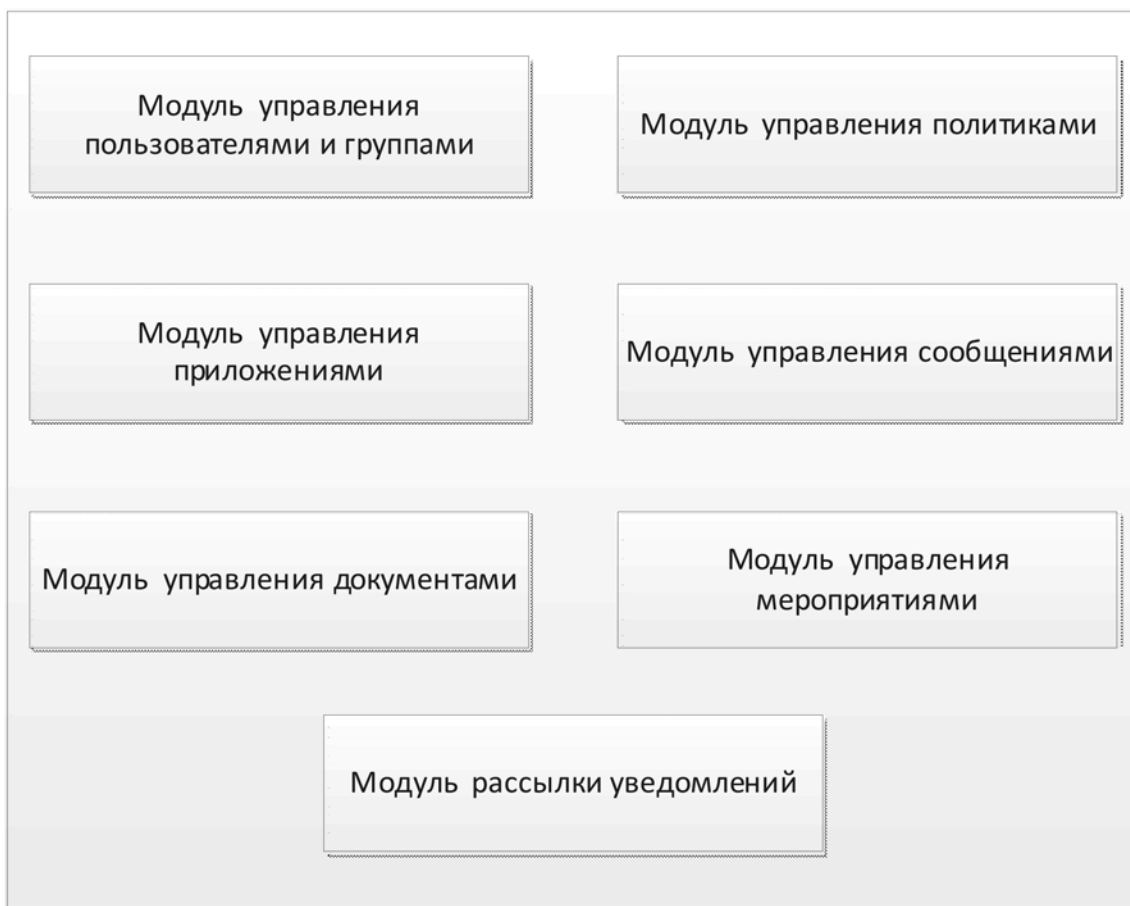 Модуль управления
пользователями и группами
Модуль управления политиками
Модуль управления
приложениями
Модуль управления сообщениями
Модуль управления документами
Модуль управления
мероприятиями
Модуль рассылки уведомлений